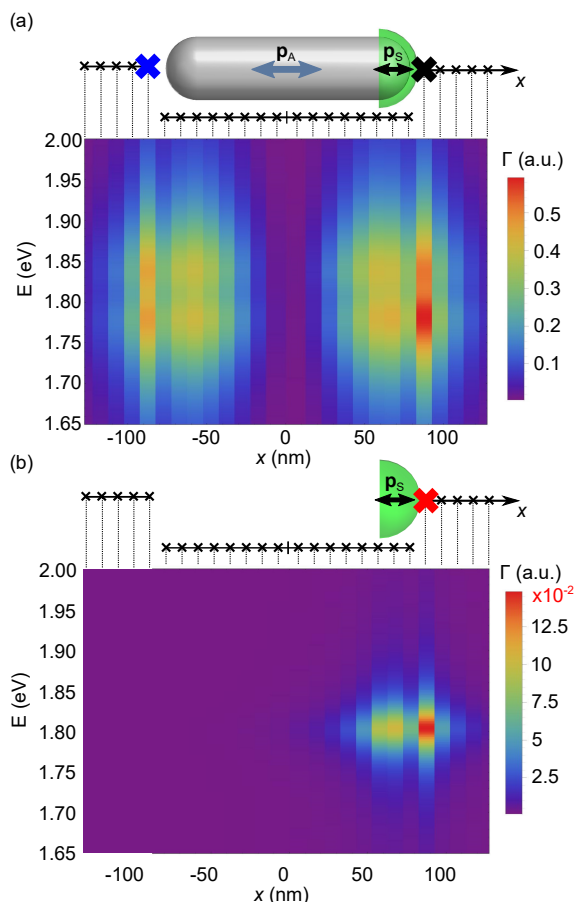 (a)
p_A
p_S
x
2.00
1.95
1.90
1.85
1.80
1.75
1.70
1.65
E (eV)
Γ (a.u.)
0.5
0.4
0.3
0.2
0.1
-100
-50
0
50
100
x (nm)
(b)
p_S
x
2.00
1.95
1.90
1.85
1.80
1.75
1.70
1.65
E (eV)
Γ (a.u.)
x10⁻²
12.5
10
7.5
5
2.5
-100
-50
0
50
100
x (nm)